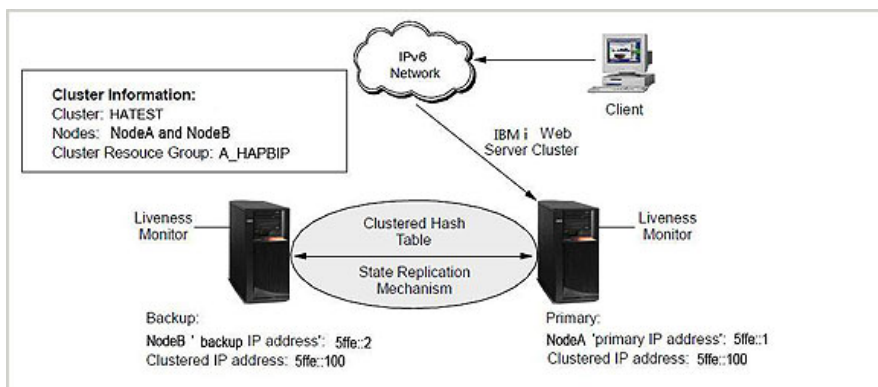 IPv6
Network
Client
Cluster Information:
Cluster: HATEST
Nodes: NodeA and NodeB
Cluster Resouce Group: A_HAPBIP
IBM i Web
Server Cluster
Liveness
Monitor
Clustered Hash
Table
State Replication
Mechanism
Liveness
Monitor
Backup:
NodeB ' backup IP address': 5ffe::2
Clustered IP address: 5ffe::100
Primary:
NodeA 'primary IP address': 5ffe::1
Clustered IP address: 5ffe::100